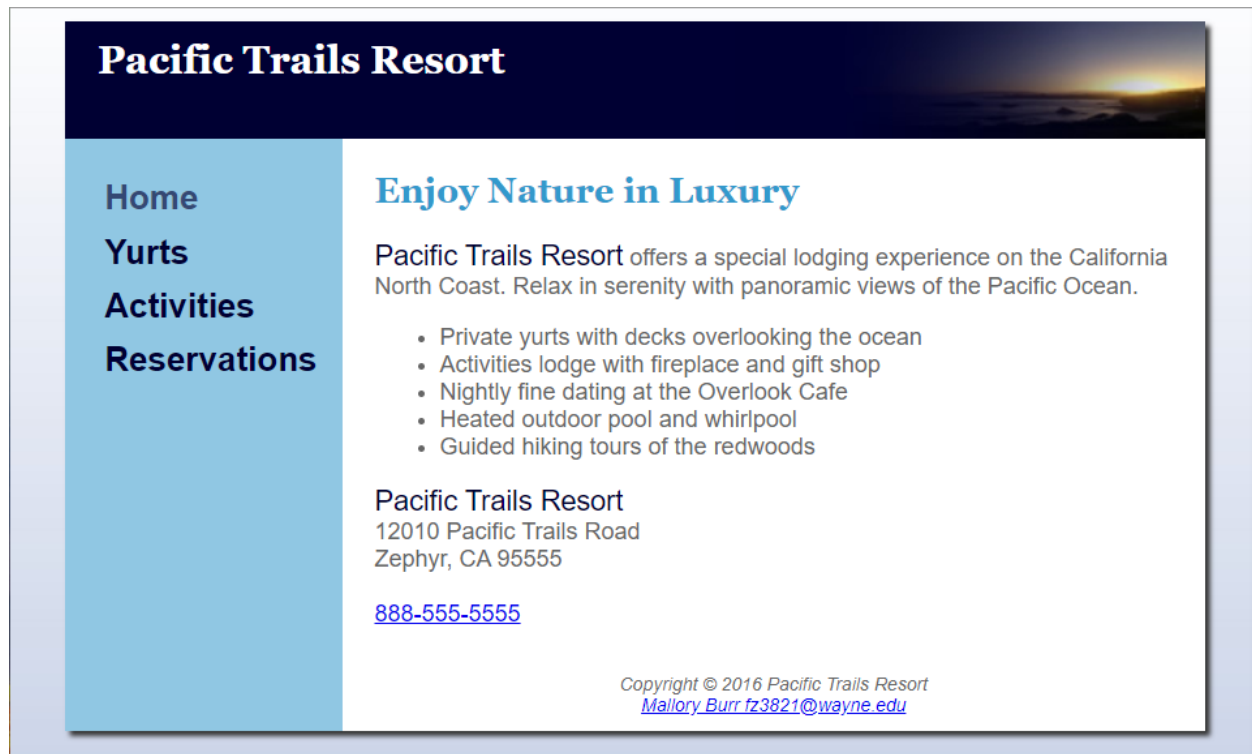 Pacific Trails Resort
Home
Yurts
Activities
Reservations
Enjoy Nature in Luxury
Pacific Trails Resort offers a special lodging experience on the California
North Coast. Relax in serenity with panoramic views of the Pacific Ocean.
• Private yurts with decks overlooking the ocean
• Activities lodge with fireplace and gift shop
• Nightly fine dating at the Overlook Cafe
• Heated outdoor pool and whirlpool
• Guided hiking tours of the redwoods
Pacific Trails Resort
12010 Pacific Trails Road
Zephyr, CA 95555
888-555-5555
Copyright © 2016 Pacific Trails Resort
Mallory Burr fz3821@wayne.edu